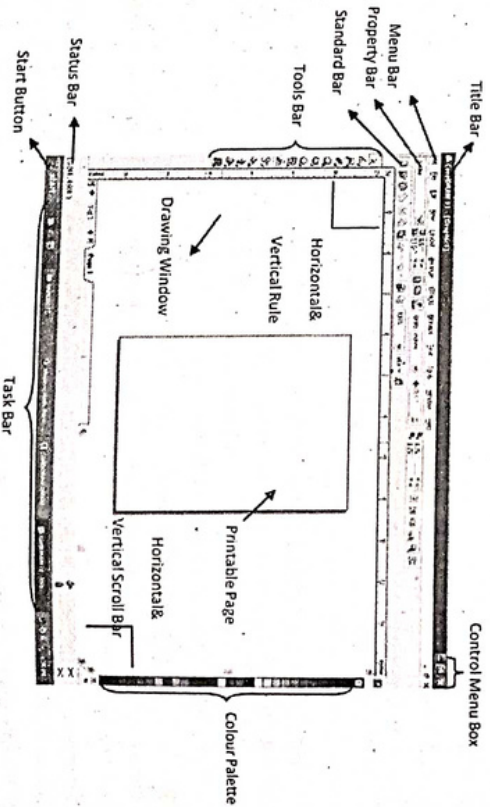 Title Bar
Menu Bar
Property Bar
Standard Bar
Control Menu Box
Horizontal&
Vertical Rule
Tools Bar
Drawing Window
Printable Page
Horizontal&
Vertical Scroll Bar
Colour Palette
Status Bar
Start Button
Task Bar